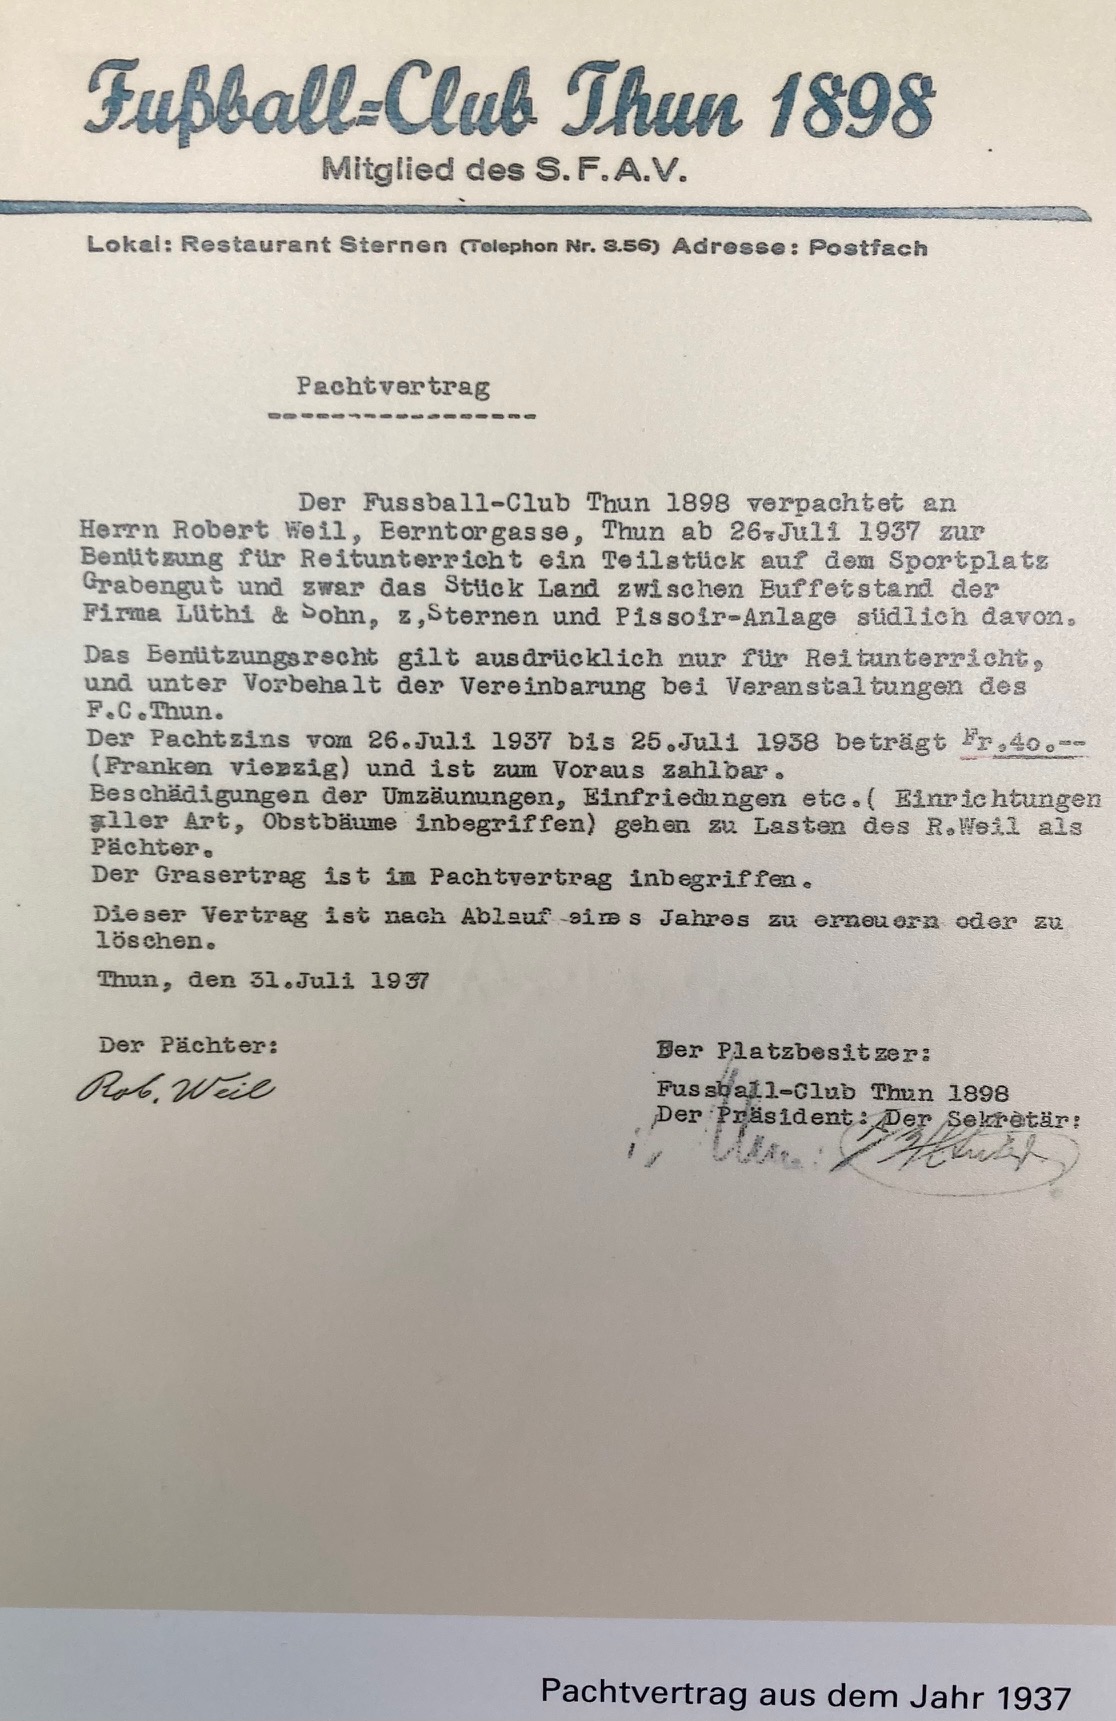 Fußball-Club Thun 1898
Mitglied des S.F.A.V.
Lokal: Restaurant Sternen (Telephon Nr. 3.56) Adresse: Postfach
Pachtvertrag
Der Fussball-Club Thun 1898 verpachtet an
Herrn Robert Weil, Berntorgasse, Thun ab 26.Juli 1937 zur
Benützung für Reitunterricht ein Teilstück auf dem Sportplatz
Grabengut und zwar das Stück Land zwischen Buffetstand der
Firma Lüthi & Sohn, z,Sternen und Pissoir-Anlage südlich davon.
Das Benützungsrecht gilt ausdrücklich nur für Reitunterricht,
und unter Vorbehalt der Vereinbarung bei Veranstaltungen des
F.C.Thun.
Der Pachtzins vom 26.Juli 1937 bis 25.Juli 1938 beträgt Fr.40.--
(Franken vierzig) und ist zum Voraus zahlbar.
Beschädigungen der Umzäunungen, Einfriedungen etc.( Einrichtungen
aller Art, Obstbäume inbegriffen) gehen zu Lasten des R.Weil als
Pächter.
Der Grasertrag ist im Pachtvertrag inbegriffen.
Dieser Vertrag ist nach Ablauf eines Jahres zu erneuern oder zu
löschen.
Thun, den 31.Juli 1937
Der Pächter:
Rob. Weil
Der Platzbesitzer:
Fussball-Club Thun 1898
Der Präsident: Der Sekretär:
Pachtvertrag aus dem Jahr 1937